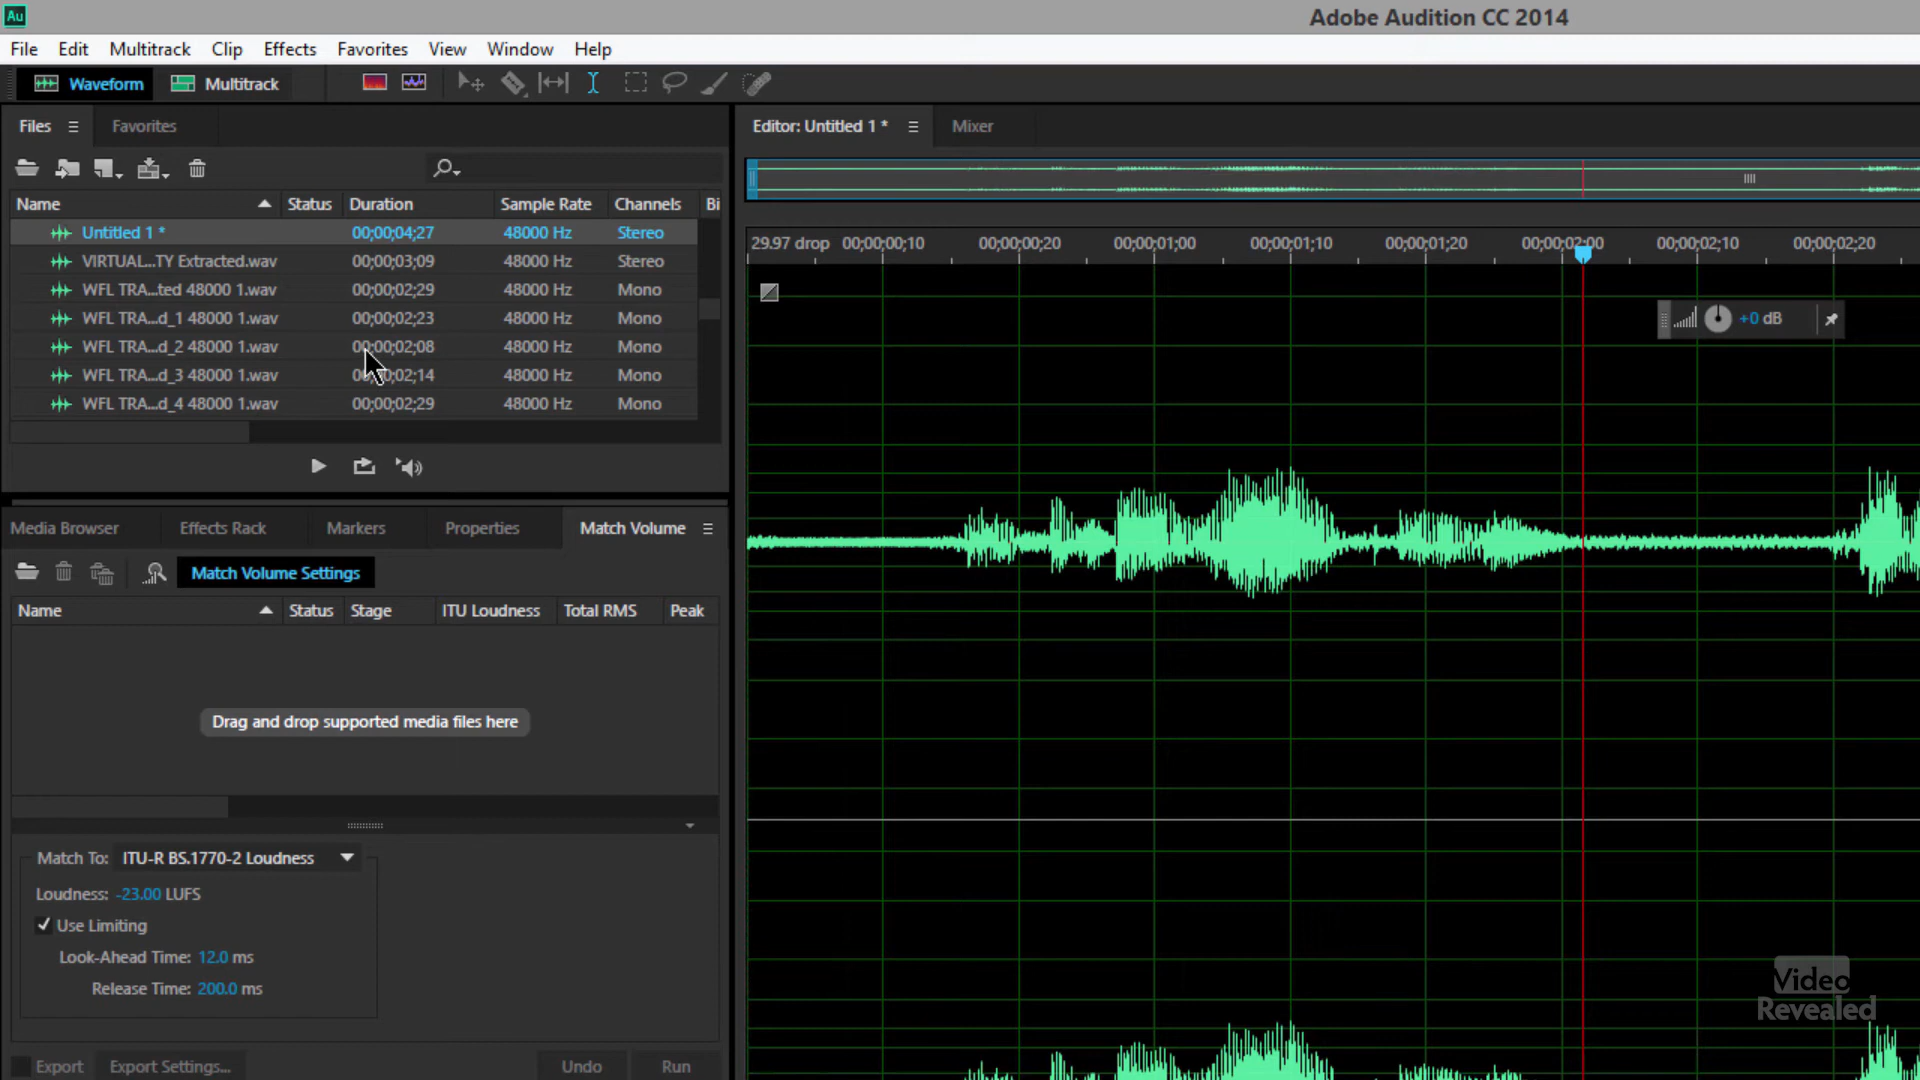 Au
Adobe Audition CC 2014
File Edit Multitrack Clip Effects Favorites View Window Help
Waveform Multitrack
Files Favorites
Editor: Untitled 1 * Mixer
Name Status Duration Sample Rate Channels Bi
Untitled 1 * 00;00;04;27 48000 Hz Stereo
VIRTUAL...TY Extracted.wav 00;00;03;09 48000 Hz Stereo
WFL TRA...ted 48000 1.wav 00;00;02;29 48000 Hz Mono
WFL TRA...d_1 48000 1.wav 00;00;02;23 48000 Hz Mono
WFL TRA...d_2 48000 1.wav 00;00;02;08 48000 Hz Mono
WFL TRA...d_3 48000 1.wav 00;00;02;14 48000 Hz Mono
WFL TRA...d_4 48000 1.wav 00;00;02;29 48000 Hz Mono
29.97 drop 00;00;00;10 00;00;00;20 00;00;01;00 00;00;01;10 00;00;01;20 00;00;02;00 00;00;02;10 00;00;02;20
+0 dB
Media Browser Effects Rack Markers Properties Match Volume
Match Volume Settings
Name Status Stage ITU Loudness Total RMS Peak
Drag and drop supported media files here
Match To: ITU-R BS.1770-2 Loudness
Loudness: -23.00 LUFS
Use Limiting
Look-Ahead Time: 12.0 ms
Release Time: 200.0 ms
Export Export Settings... Undo Run
Video
Revealed